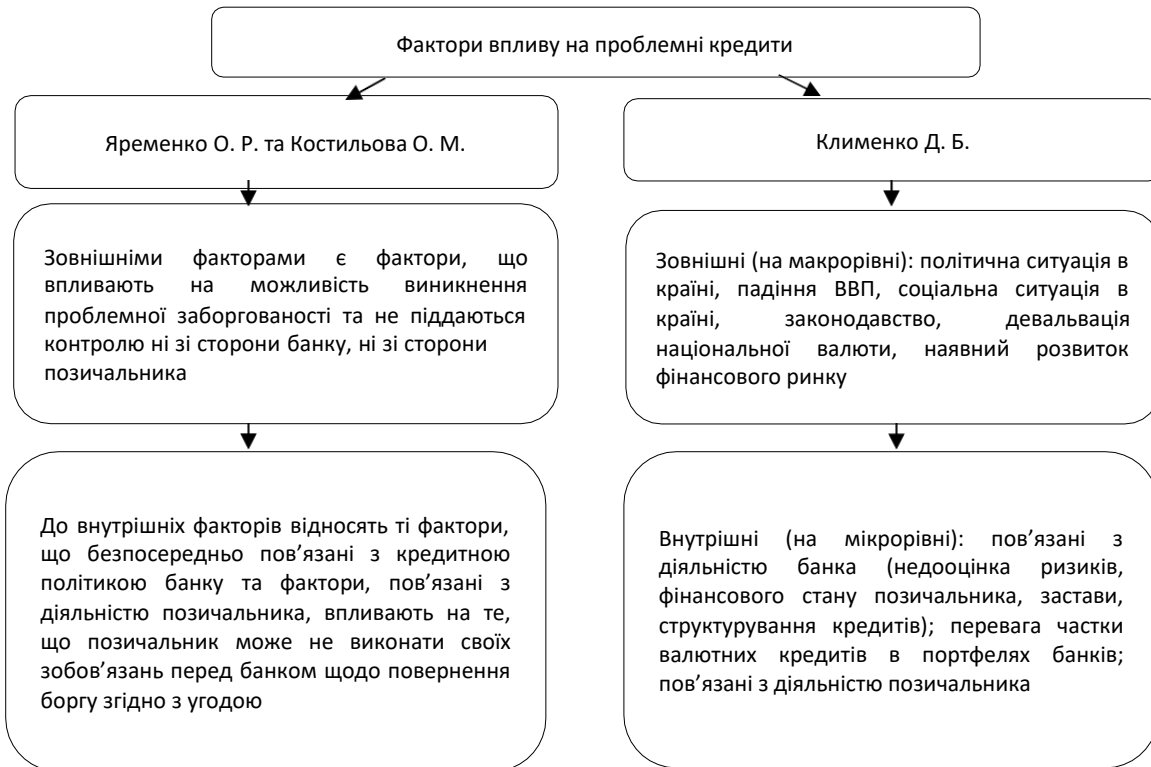 Фактори впливу на проблемні кредити
Яременко О. Р. та Костильова О. М.
Зовнішніми факторами є фактори, що
впливають на можливість виникнення
проблемної заборгованості та не піддаються
контролю ні зі сторони банку, ні зі сторони
позичальника
До внутрішніх факторів відносять ті фактори,
що безпосередньо пов’язані з кредитною
політикою банку та фактори, пов’язані з
діяльністю позичальника, впливають на те,
що позичальник може не виконати своїх
зобов’язань перед банком щодо повернення
боргу згідно з угодою
Клименко Д. Б.
Зовнішні (на макрорівні): політична ситуація в
країні, падіння ВВП, соціальна ситуація в
країні, законодавство, девальвація
національної валюти, наявний розвиток
фінансового ринку
Внутрішні (на мікрорівні): пов’язані з
діяльністю банка (недооцінка ризиків,
фінансового стану позичальника, застави,
структурування кредитів); перевага частки
валютних кредитів в портфелях банків;
пов’язані з діяльністю позичальника